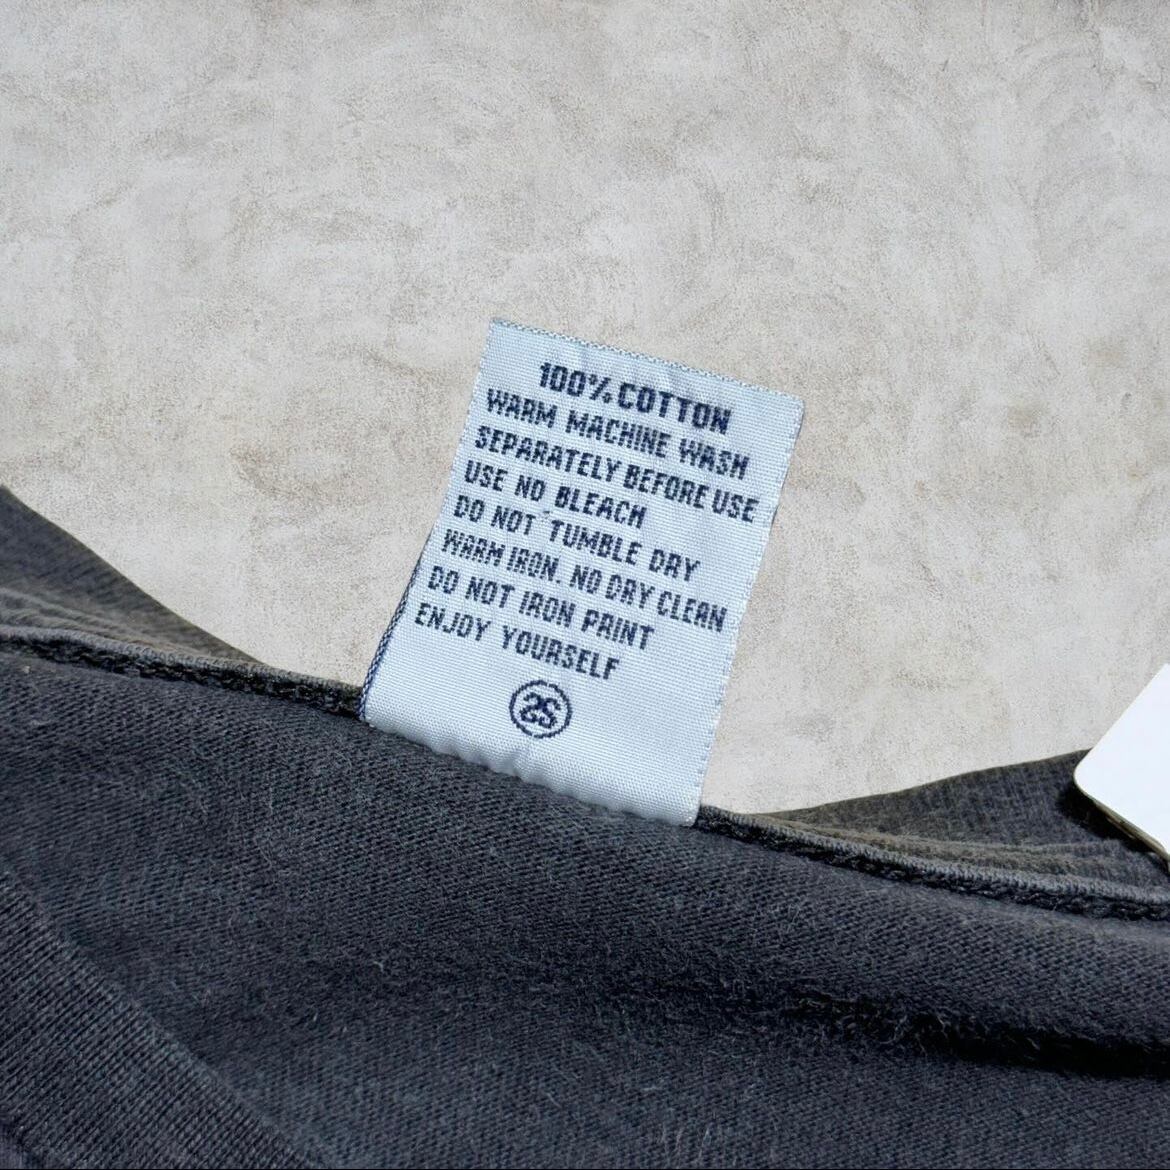 100% COTTON
WARM MACHINE WASH
SEPARATELY BEFORE USE
USE NO BLEACH
DO NOT TUMBLE DRY
WARM IRON. NO DRY CLEAN
DO NOT IRON PRINT
ENJOY YOURSELF
2S